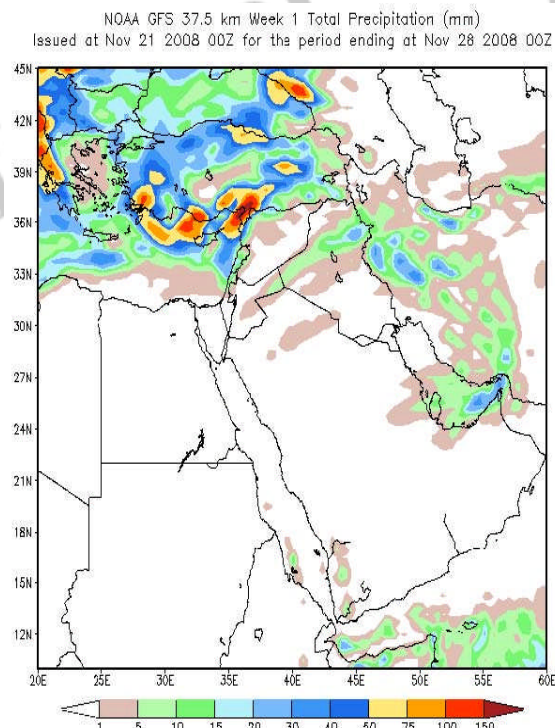 NOAA GFS 37.5 km Week 1 Total Precipitation (mm)
Issued at Nov 21 2008 00Z for the period ending at Nov 28 2008 00Z
45N
42N
39N
36N
33N
30N
27N
24N
21N
18N
15N
12N
20E 25E 30E 35E 40E 45E 50E 55E 60E
1 5 10 15 20 30 40 50 75 100 150